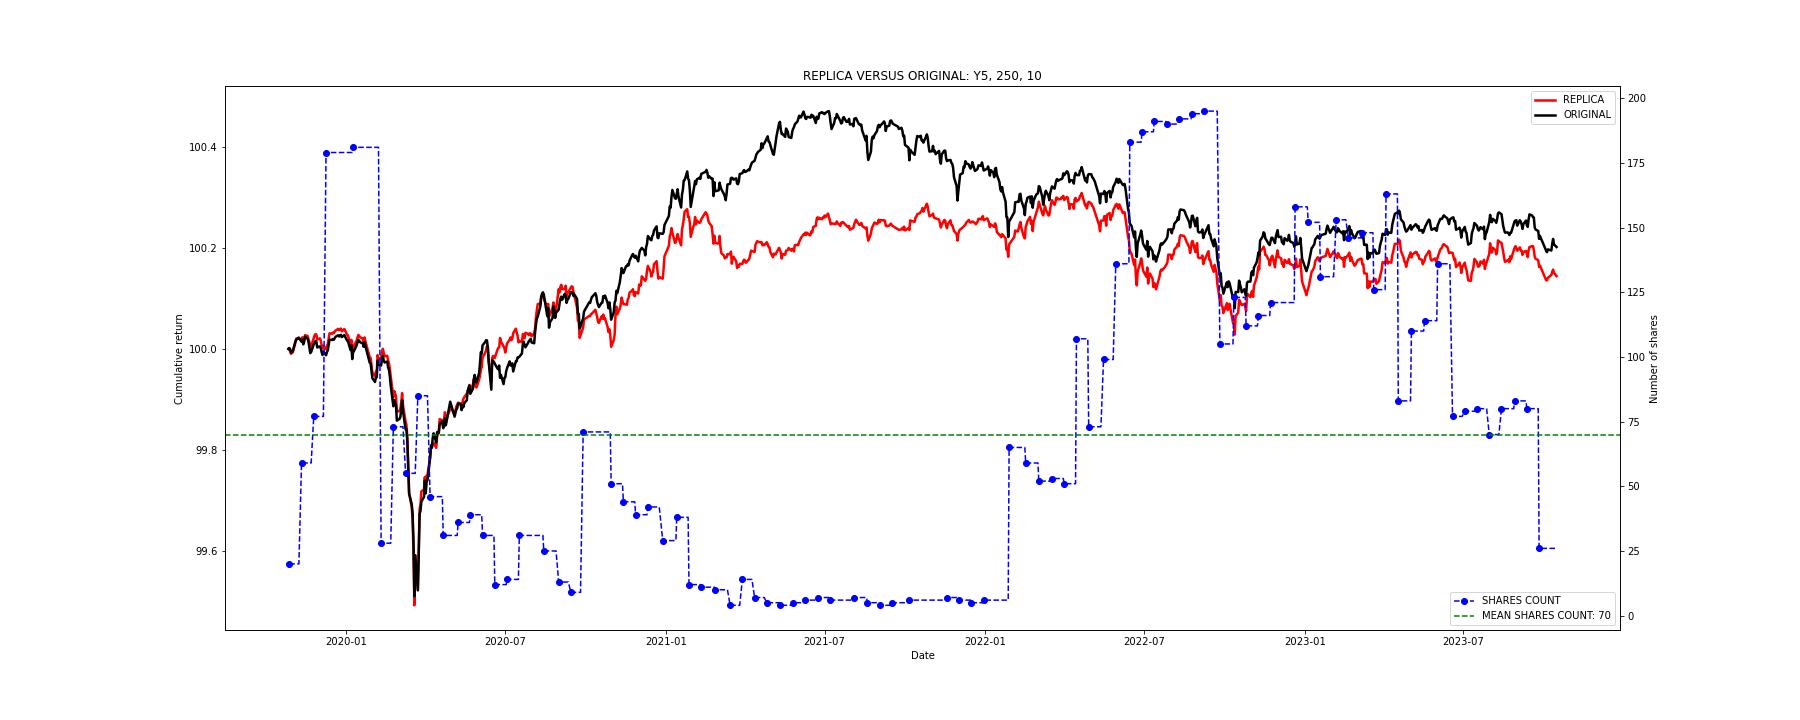 REPLICA VERSUS ORIGINAL: Y5, 250, 10
REPLICA
ORIGINAL
100.4
100.2
100.0
99.8
99.6
Cumulative return
200
175
150
125
100
75
50
25
0
Number of shares
SHARES COUNT
MEAN SHARES COUNT: 70
2020-01
2020-07
2021-01
2021-07
2022-01
2022-07
2023-01
2023-07
Date